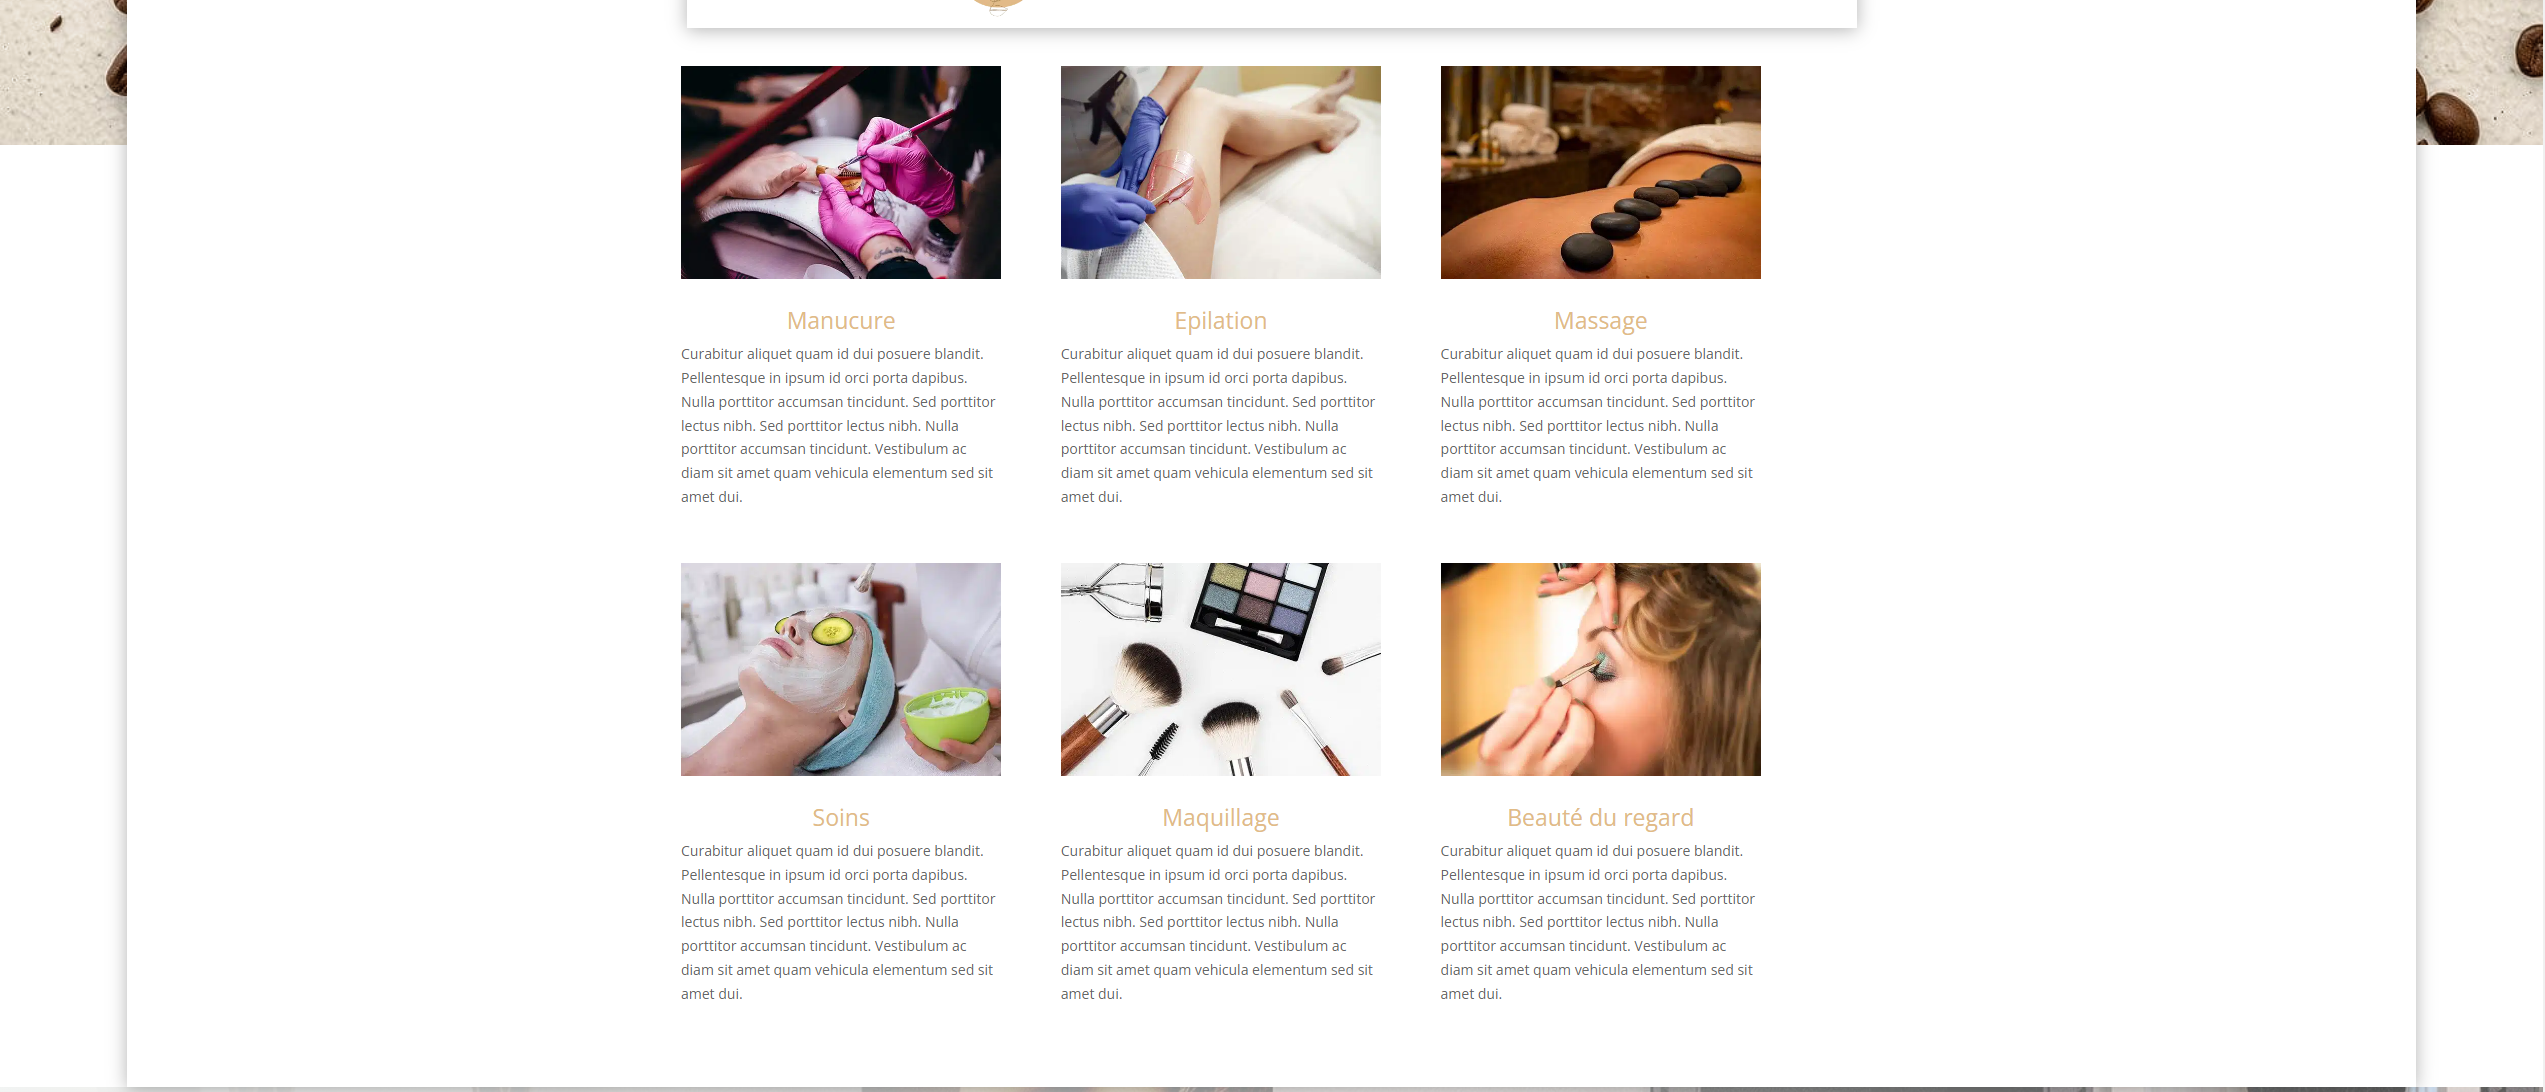 Manucure
Curabitur aliquet quam id dui posuere blandit.
Pellentesque in ipsum id orci porta dapibus.
Nulla porttitor accumsan tincidunt. Sed porttitor
lectus nibh. Sed porttitor lectus nibh. Nulla
porttitor accumsan tincidunt. Vestibulum ac
diam sit amet quam vehicula elementum sed sit
amet dui.
Epilation
Curabitur aliquet quam id dui posuere blandit.
Pellentesque in ipsum id orci porta dapibus.
Nulla porttitor accumsan tincidunt. Sed porttitor
lectus nibh. Sed porttitor lectus nibh. Nulla
porttitor accumsan tincidunt. Vestibulum ac
diam sit amet quam vehicula elementum sed sit
amet dui.
Massage
Curabitur aliquet quam id dui posuere blandit.
Pellentesque in ipsum id orci porta dapibus.
Nulla porttitor accumsan tincidunt. Sed porttitor
lectus nibh. Sed porttitor lectus nibh. Nulla
porttitor accumsan tincidunt. Vestibulum ac
diam sit amet quam vehicula elementum sed sit
amet dui.
Soins
Curabitur aliquet quam id dui posuere blandit.
Pellentesque in ipsum id orci porta dapibus.
Nulla porttitor accumsan tincidunt. Sed porttitor
lectus nibh. Sed porttitor lectus nibh. Nulla
porttitor accumsan tincidunt. Vestibulum ac
diam sit amet quam vehicula elementum sed sit
amet dui.
Maquillage
Curabitur aliquet quam id dui posuere blandit.
Pellentesque in ipsum id orci porta dapibus.
Nulla porttitor accumsan tincidunt. Sed porttitor
lectus nibh. Sed porttitor lectus nibh. Nulla
porttitor accumsan tincidunt. Vestibulum ac
diam sit amet quam vehicula elementum sed sit
amet dui.
Beauté du regard
Curabitur aliquet quam id dui posuere blandit.
Pellentesque in ipsum id orci porta dapibus.
Nulla porttitor accumsan tincidunt. Sed porttitor
lectus nibh. Sed porttitor lectus nibh. Nulla
porttitor accumsan tincidunt. Vestibulum ac
diam sit amet quam vehicula elementum sed sit
amet dui.